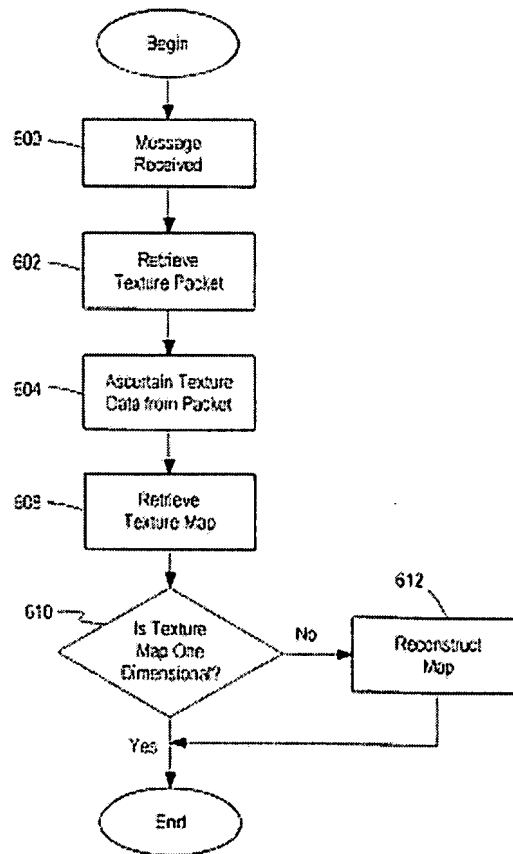 Begin
600
Message
Received
602
Retrieve
Texture Packet
604
Ascertain Texture
Data from Packet
608
Retrieve
Texture Map
610
Is Texture
Map One
Dimensional?
No
612
Reconstruct
Map
Yes
End